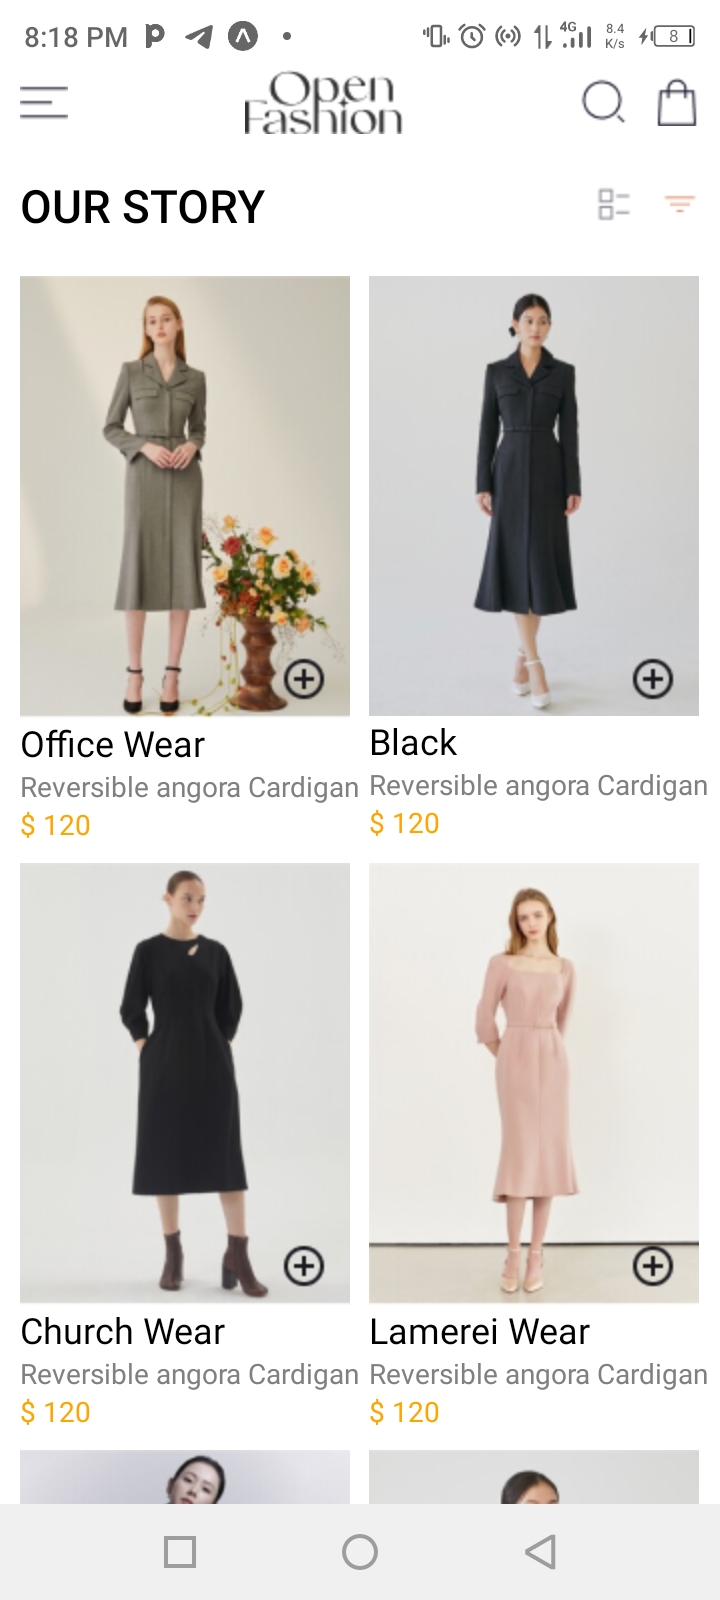 8:18 PM
4G
8.4
K/s
8
Open
Fashion
OUR STORY
Office Wear
Reversible angora Cardigan
$ 120
Black
Reversible angora Cardigan
$ 120
Church Wear
Reversible angora Cardigan
$ 120
Lamerei Wear
Reversible angora Cardigan
$ 120